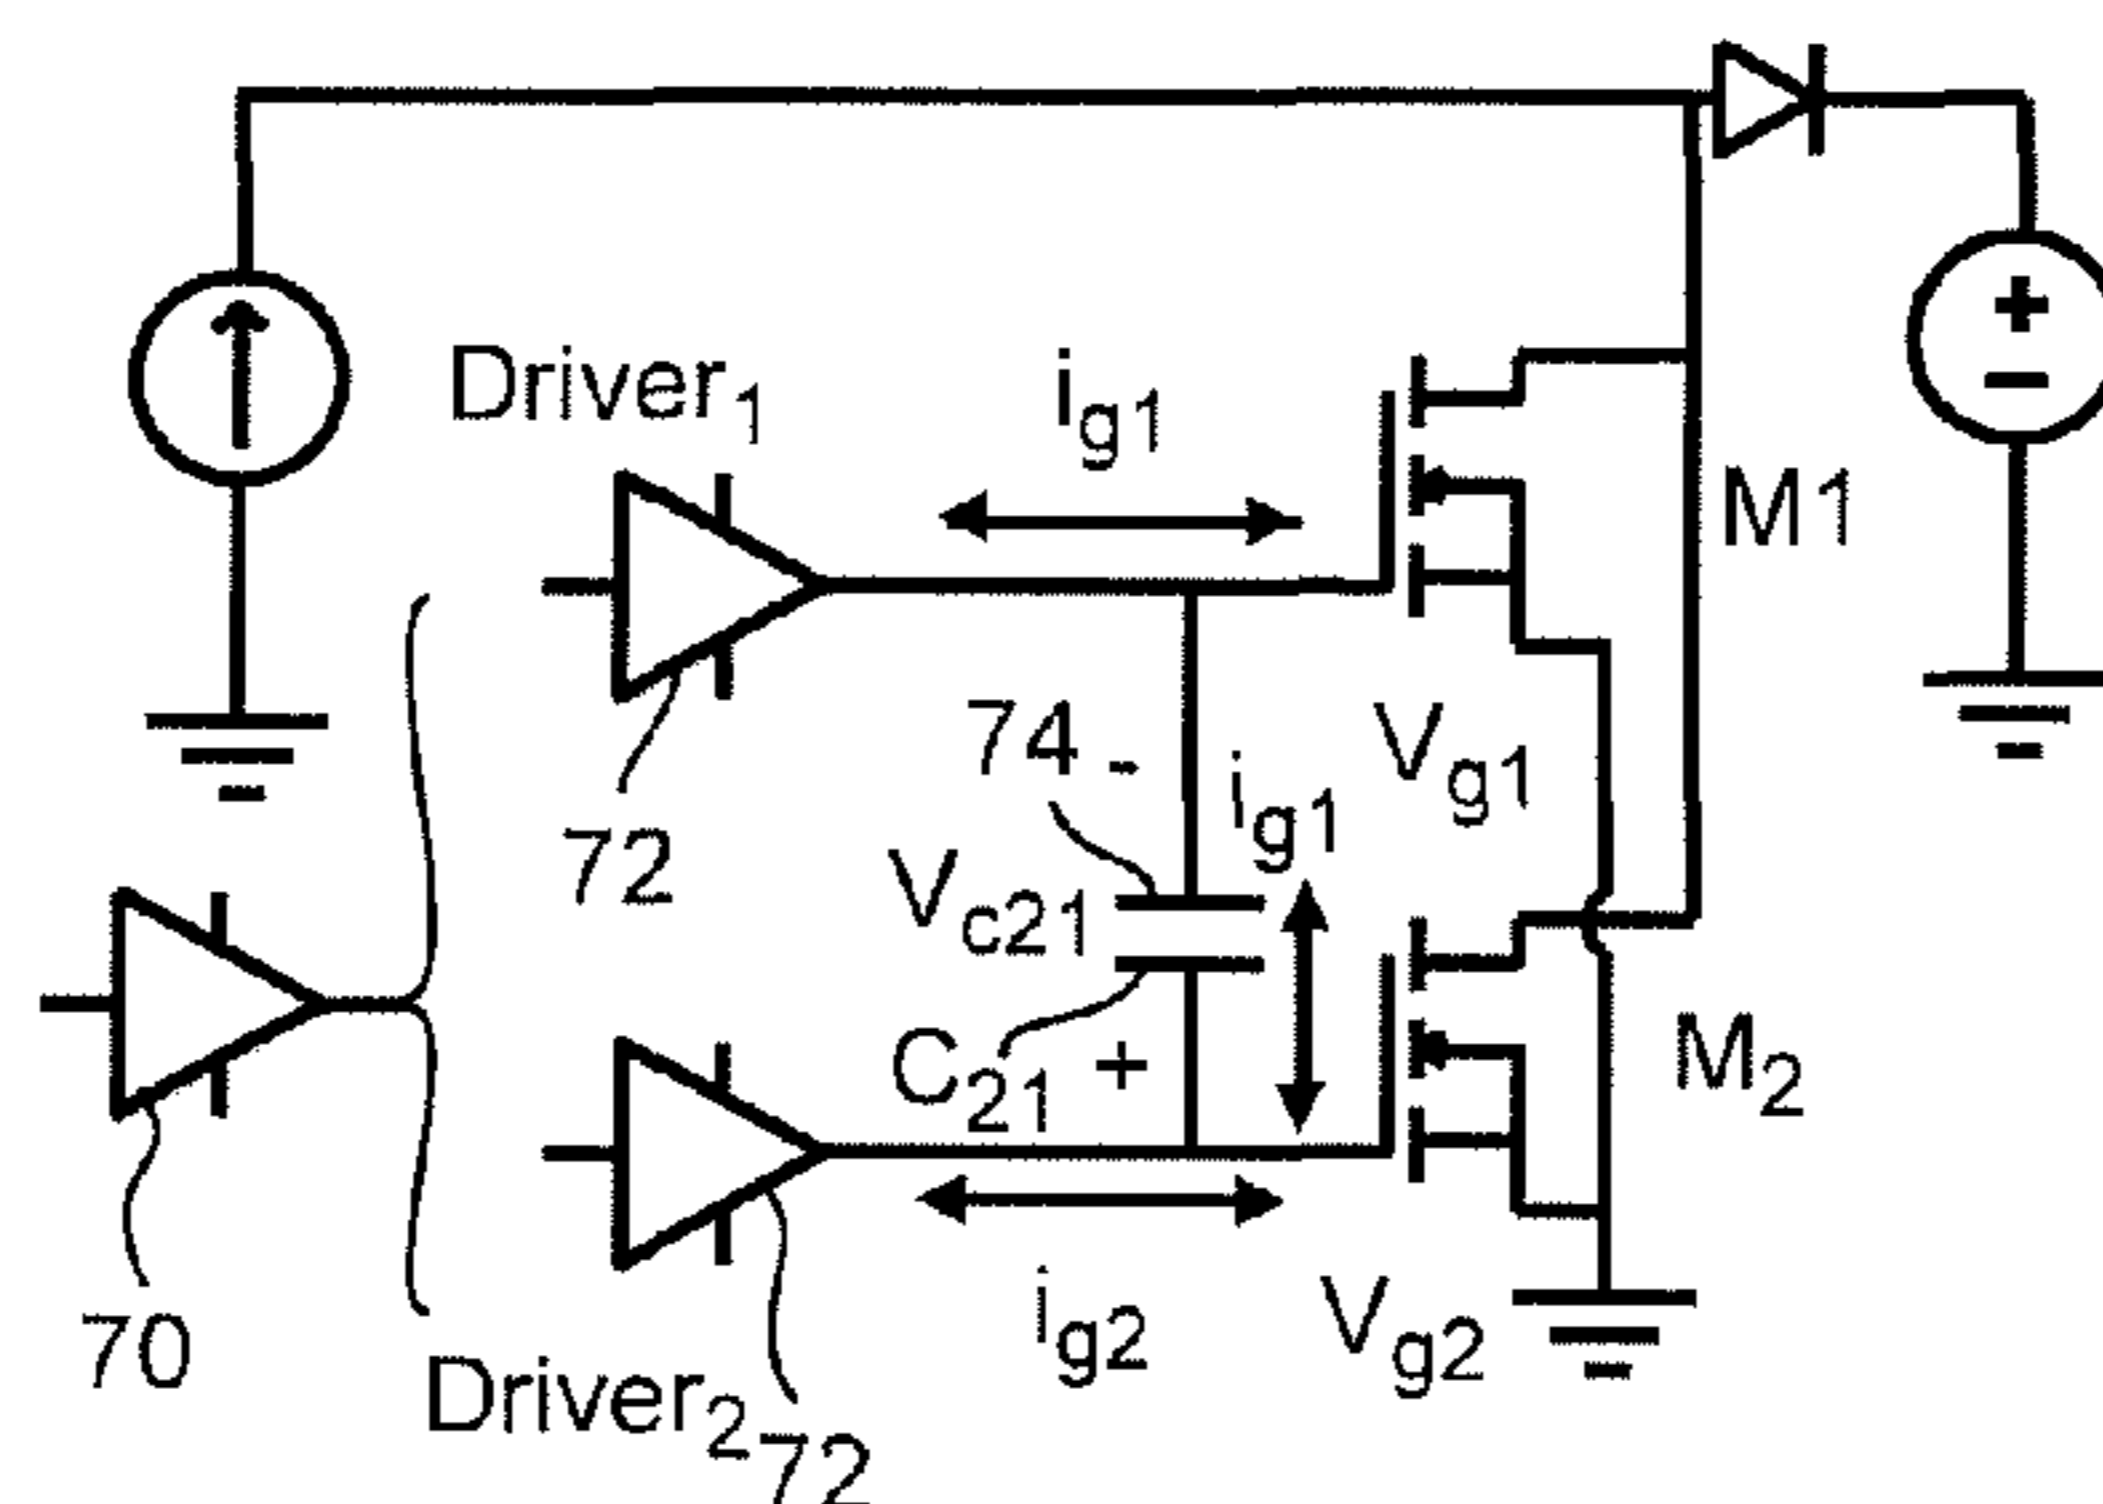 Driver1
ig1
M1
+
-
72
74 -
ig1
Vg1
Vc21
C21 +
M2
70
Driver2
72
ig2
Vg2